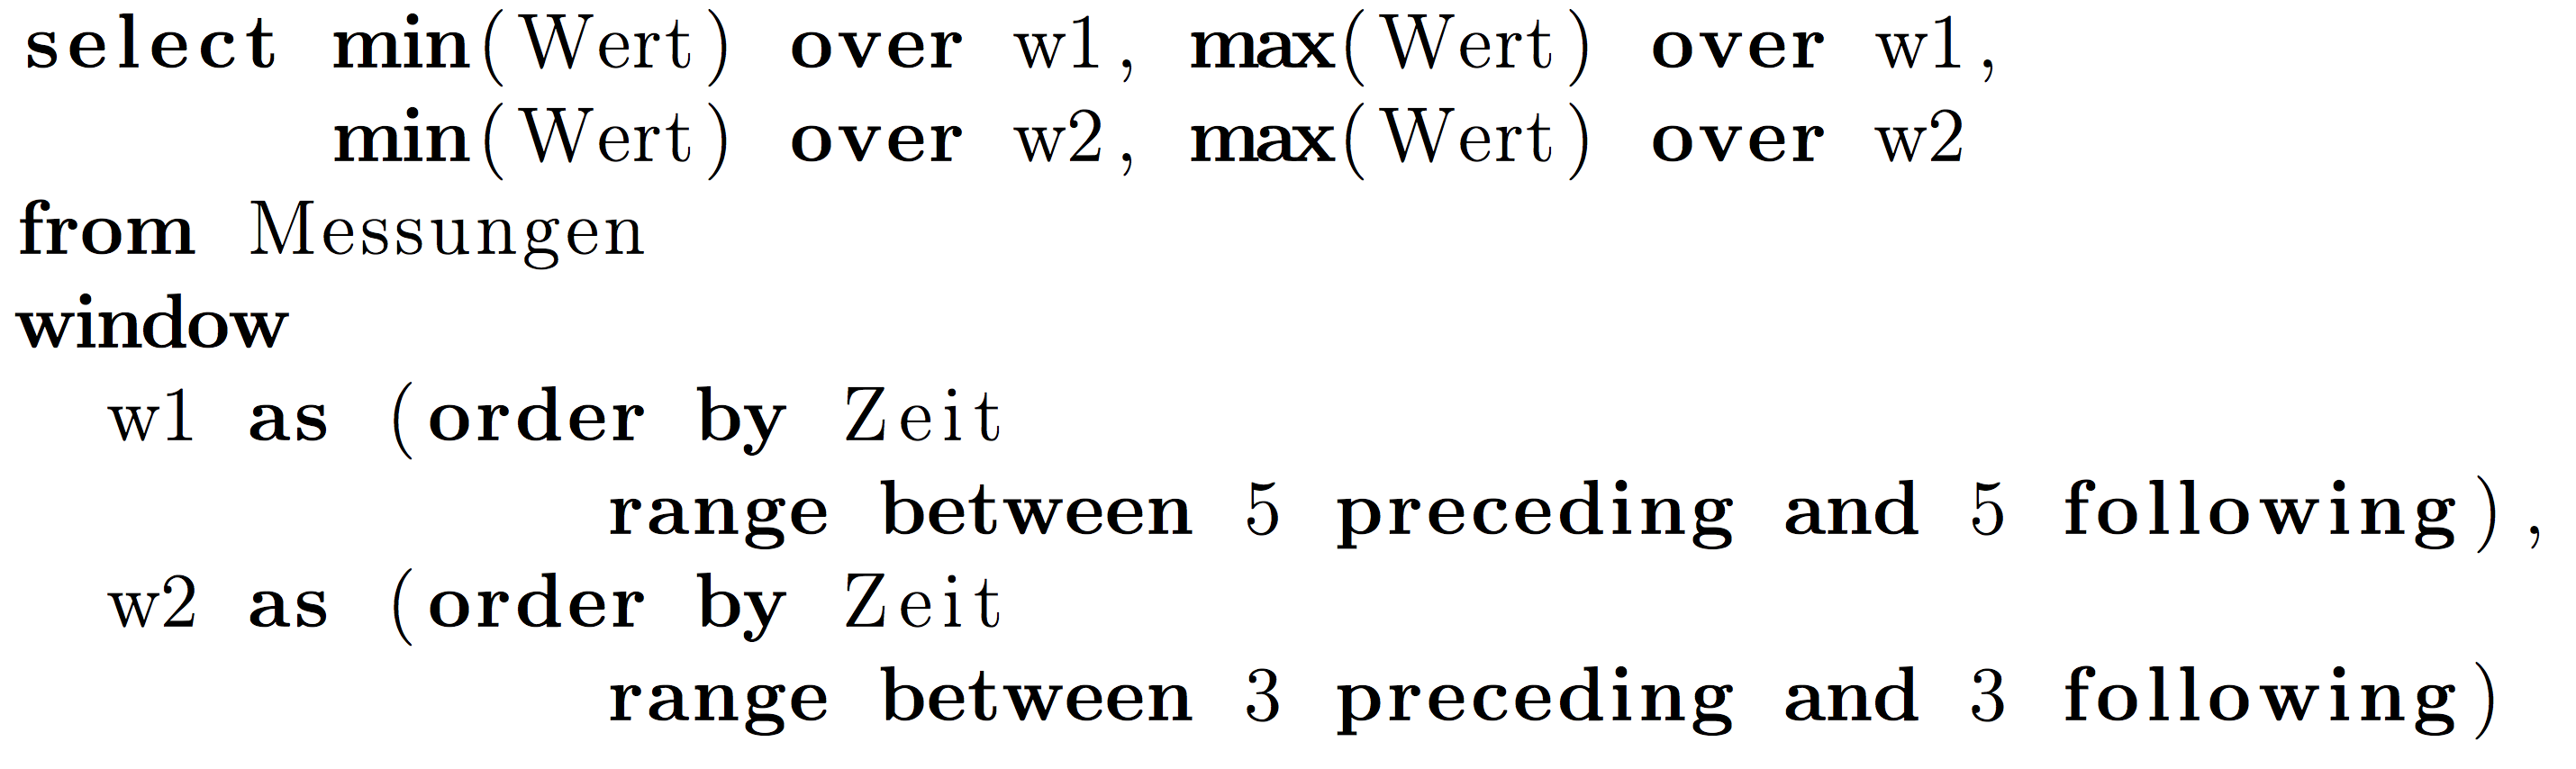 select min(Wert) over w1, max(Wert) over w1,
min(Wert) over w2, max(Wert) over w2
from Messungen
window
w1 as (order by Zeit
range between 5 preceding and 5 following),
w2 as (order by Zeit
range between 3 preceding and 3 following)